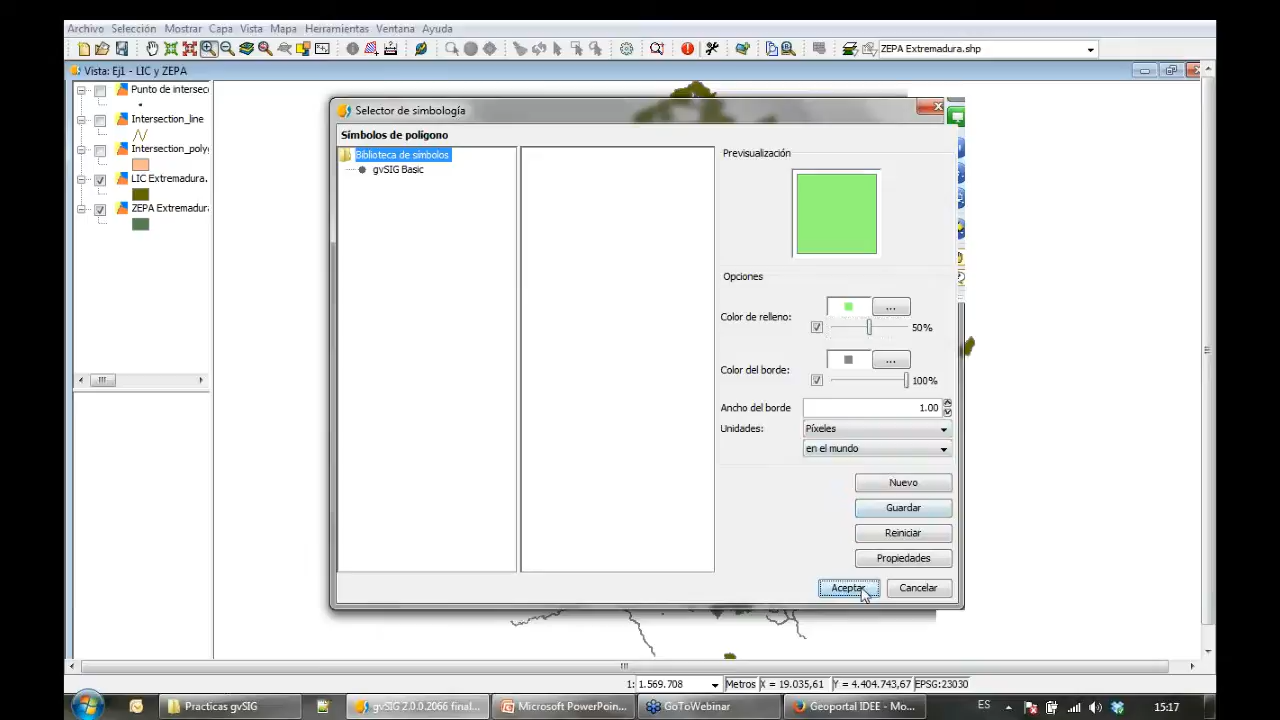 Archivo Selección Mostrar Capa Vista Mapa Herramientas Ventana Ayuda
ZEPA Extremadura.shp
Vista: Ej1 - LIC y ZEPA
Punto de intersecc
Intersection_line
Intersection_polyg
LIC Extremadura.
ZEPA Extremadura
Selector de simbología
Símbolos de polígono
Biblioteca de símbolos
gvSIG Basic
Previsualización
Opciones
Color de relleno:
...
50%
Color del borde:
...
100%
Ancho del borde
1.00
Unidades:
Píxeles
en el mundo
Nuevo
Guardar
Reiniciar
Propiedades
Aceptar
Cancelar
1: 1.569.708 Metros X = 19.035,61 Y = 4.404.743,67 EPSG:23030
Practicas gvSIG
gvSIG 2.0.0.2066 final...
Microsoft PowerPoin...
GoToWebinar
Geoportal IDEE - Mo...
ES
15:17